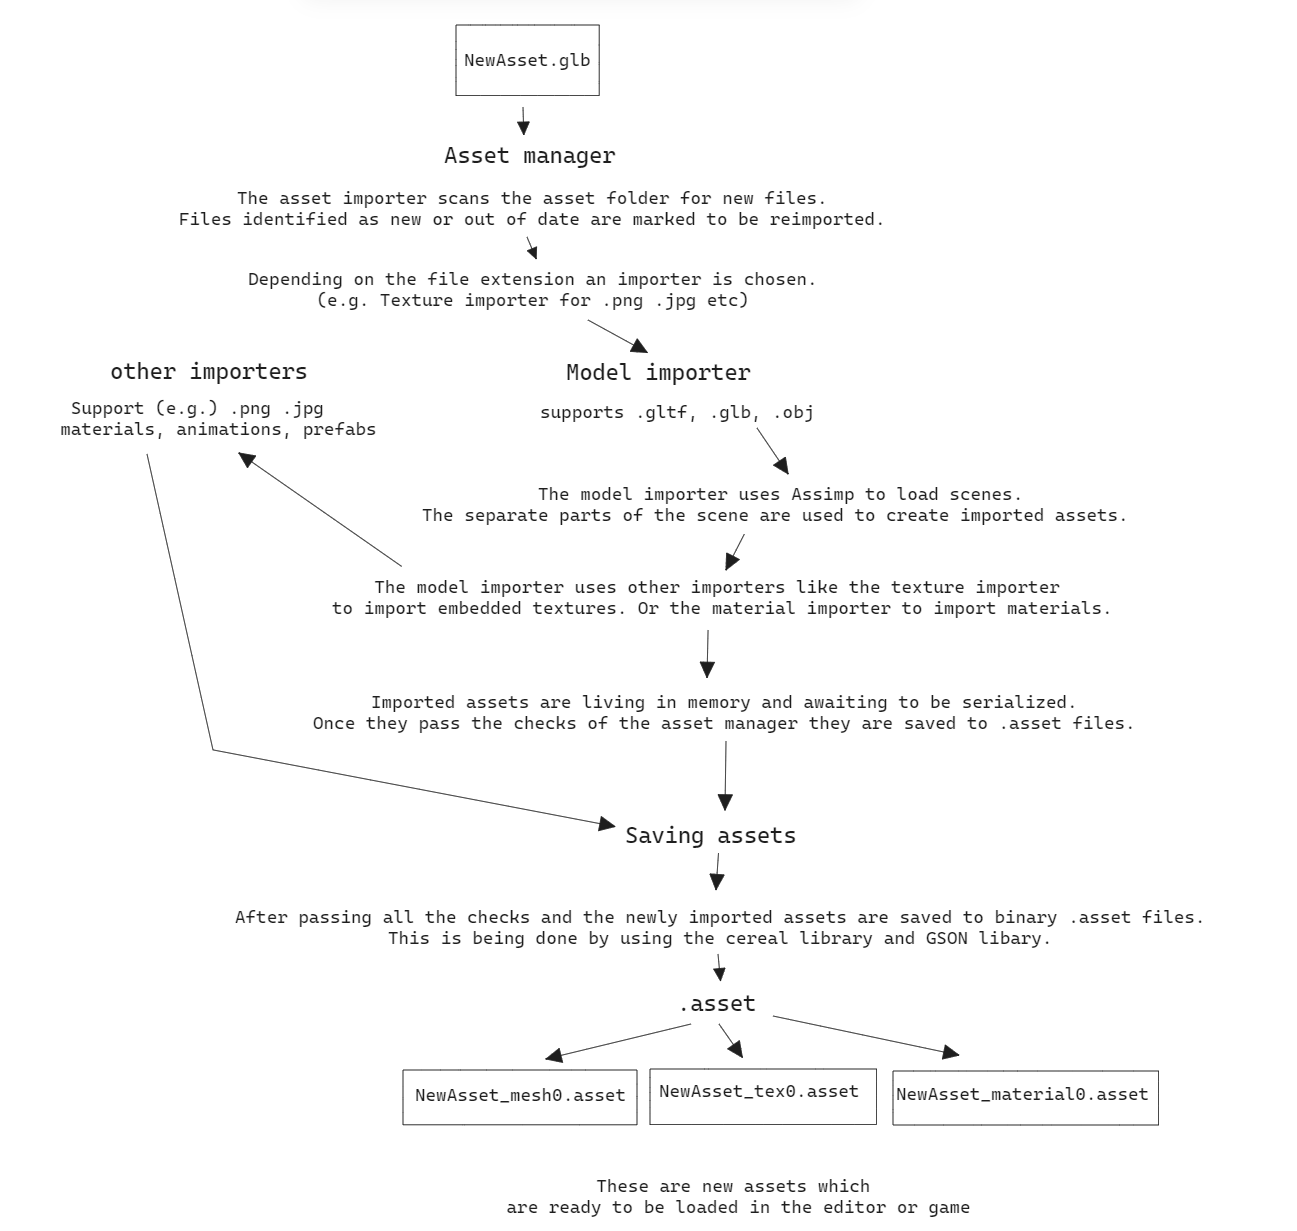 NewAsset.glb
Asset manager
The asset importer scans the asset folder for new files.
Files identified as new or out of date are marked to be reimported.
Depending on the file extension an importer is chosen.
(e.g. Texture importer for .png .jpg etc)
other importers
Support (e.g.) .png .jpg
materials, animations, prefabs
Model importer
supports .gltf, .glb, .obj
The model importer uses Assimp to load scenes.
The separate parts of the scene are used to create imported assets.
The model importer uses other importers like the texture importer
to import embedded textures. Or the material importer to import materials.
Imported assets are living in memory and awaiting to be serialized.
Once they pass the checks of the asset manager they are saved to .asset files.
Saving assets
After passing all the checks and the newly imported assets are saved to binary .asset files.
This is being done by using the cereal library and GSON libary.
.asset
NewAsset_mesh0.asset
NewAsset_tex0.asset
NewAsset_material0.asset
These are new assets which
are ready to be loaded in the editor or game